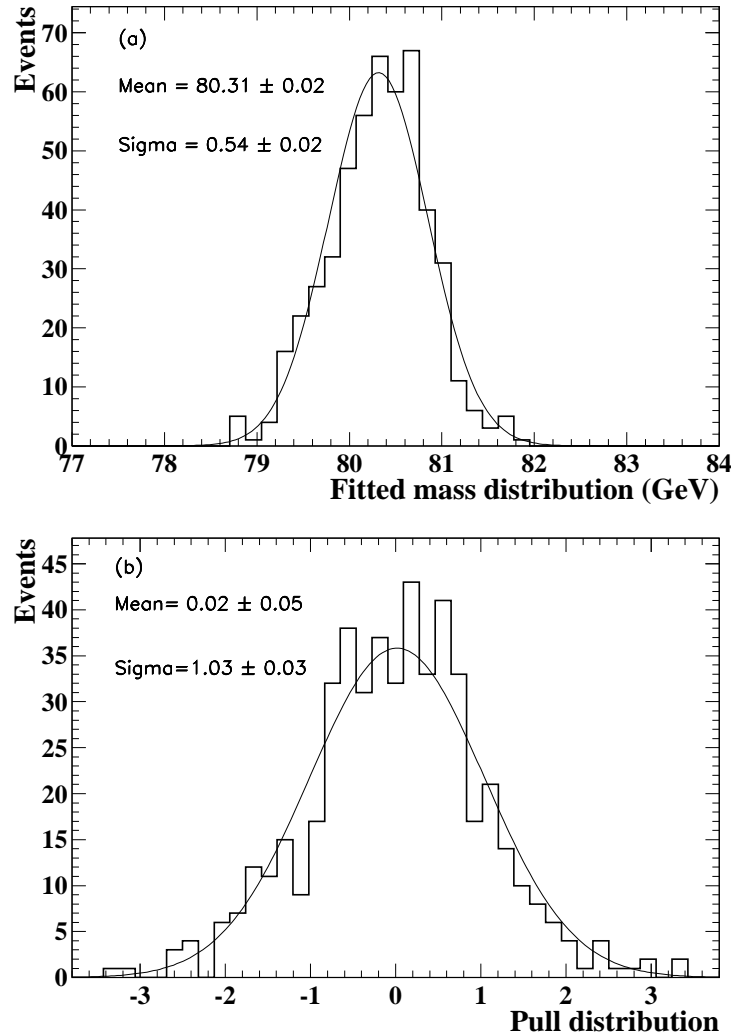 Events
70
60
50
40
30
20
10
0
(a)
Mean = 80.31 ± 0.02
Sigma = 0.54 ± 0.02
77 78 79 80 81 82 83 84
Fitted mass distribution (GeV)
Events
45
40
35
30
25
20
15
10
5
0
(b)
Mean= 0.02 ± 0.05
Sigma=1.03 ± 0.03
-3 -2 -1 0 1 2 3
Pull distribution